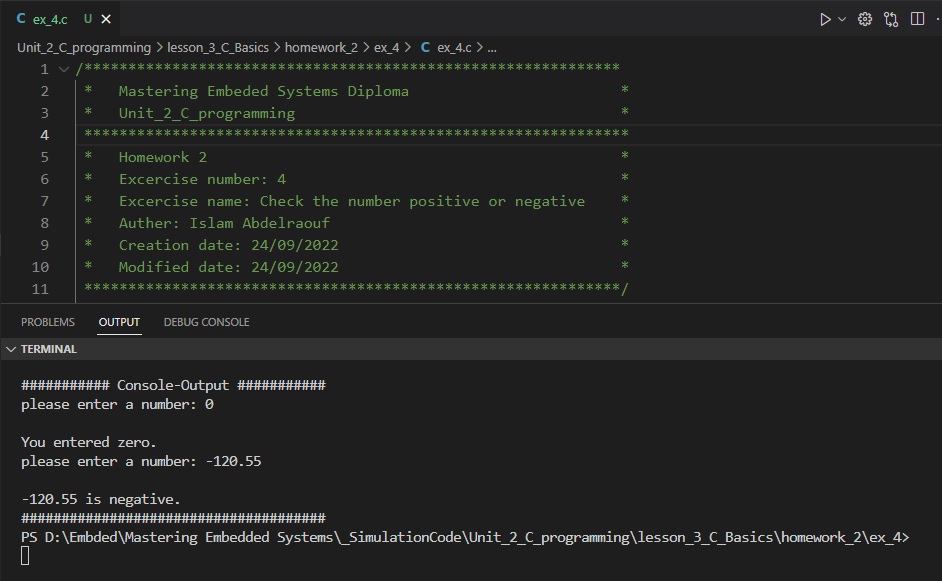 ex_4.c U
Unit_2_C_programming > lesson_3_C_Basics > homework_2 > ex_4 > C ex_4.c > ...
1 /*************************************************************
2 * Mastering Embeded Systems Diploma *
3 * Unit_2_C_programming *
4 **************************************************************
5 * Homework 2 *
6 * Excercise number: 4 *
7 * Excercise name: Check the number positive or negative *
8 * Auther: Islam Abdelraouf *
9 * Creation date: 24/09/2022 *
10 * Modified date: 24/09/2022 *
11 *************************************************************/
PROBLEMS OUTPUT DEBUG CONSOLE
TERMINAL
########### Console-Output ###########
please enter a number: 0
You entered zero.
please enter a number: -120.55
-120.55 is negative.
######################################
PS D:\Embded\Mastering Embedded Systems\_SimulationCode\Unit_2_C_programming\lesson_3_C_Basics\homework_2\ex_4>